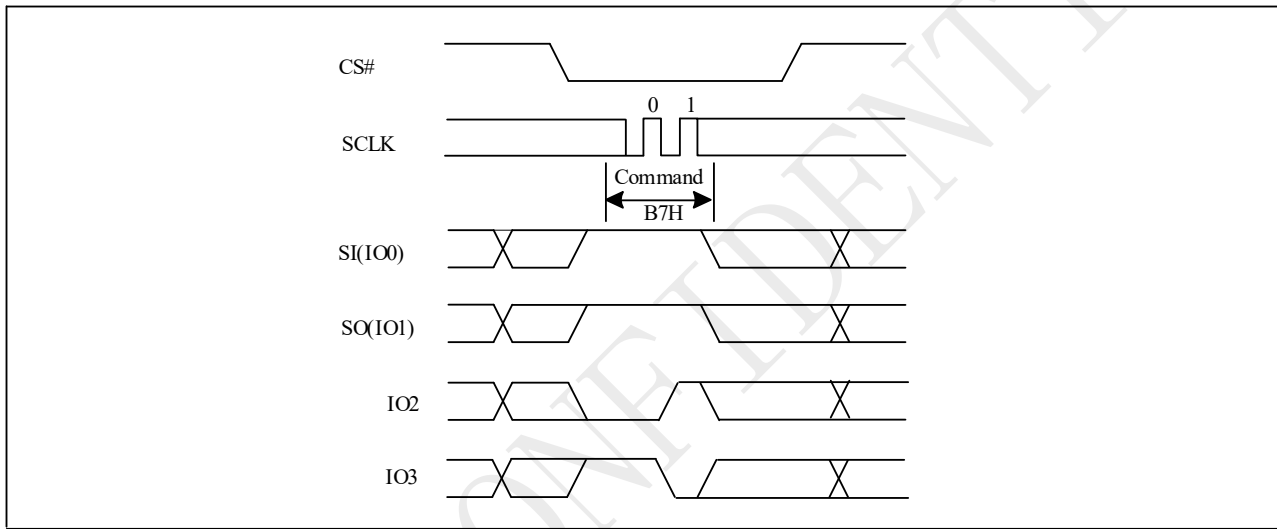 CS#
0 1
SCLK
Command
B7H
SI(IO0)
SO(IO1)
IO2
IO3